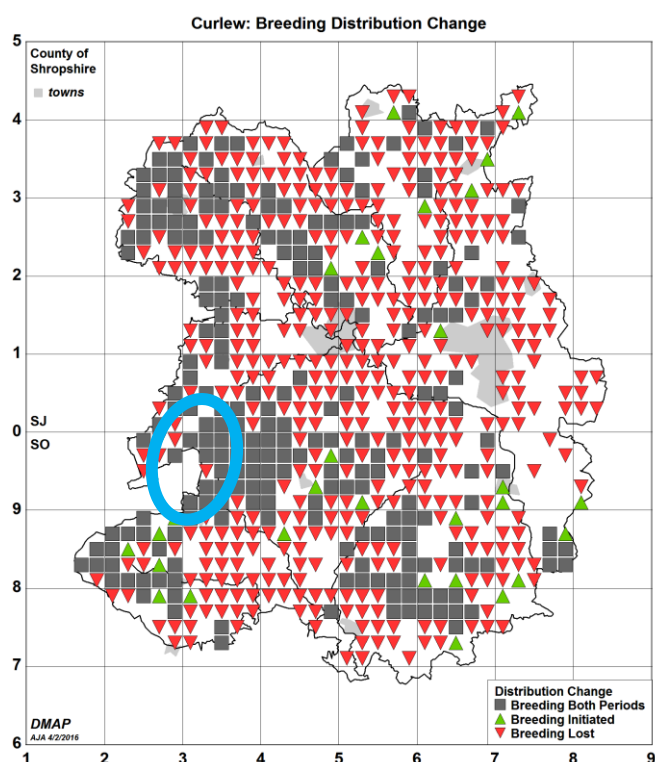 Curlew: Breeding Distribution Change
County of
Shropshire
towns
5
4
3
2
1
SJ
0
SO
9
8
7
6
DMAP
AJA 4/2/2016
Distribution Change
Breeding Both Periods
Breeding Initiated
Breeding Lost
1 2 3 4 5 6 7 8 9